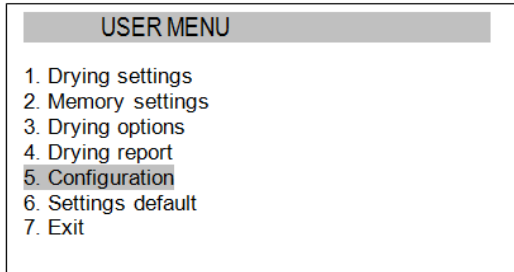 USER MENU
1. Drying settings
2. Memory settings
3. Drying options
4. Drying report
5. Configuration
6. Settings default
7. Exit